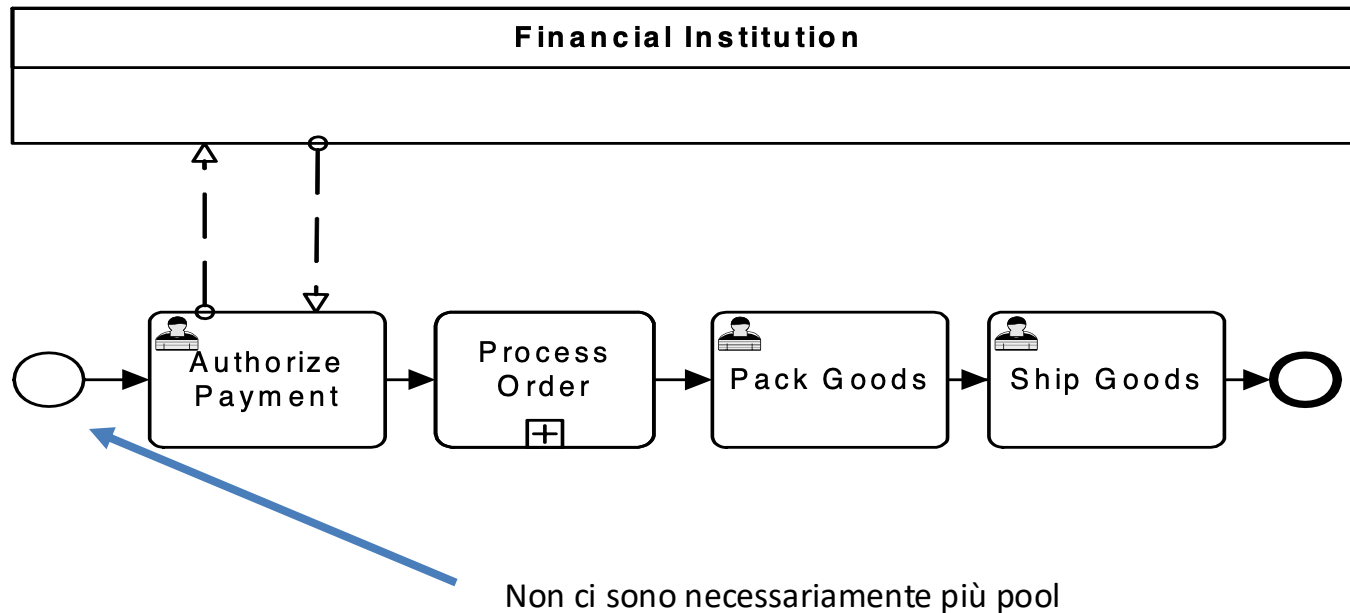 Financial Institution
Authorize
Payment
Process
Order
Pack Goods
Ship Goods
Non ci sono necessariamente più pool